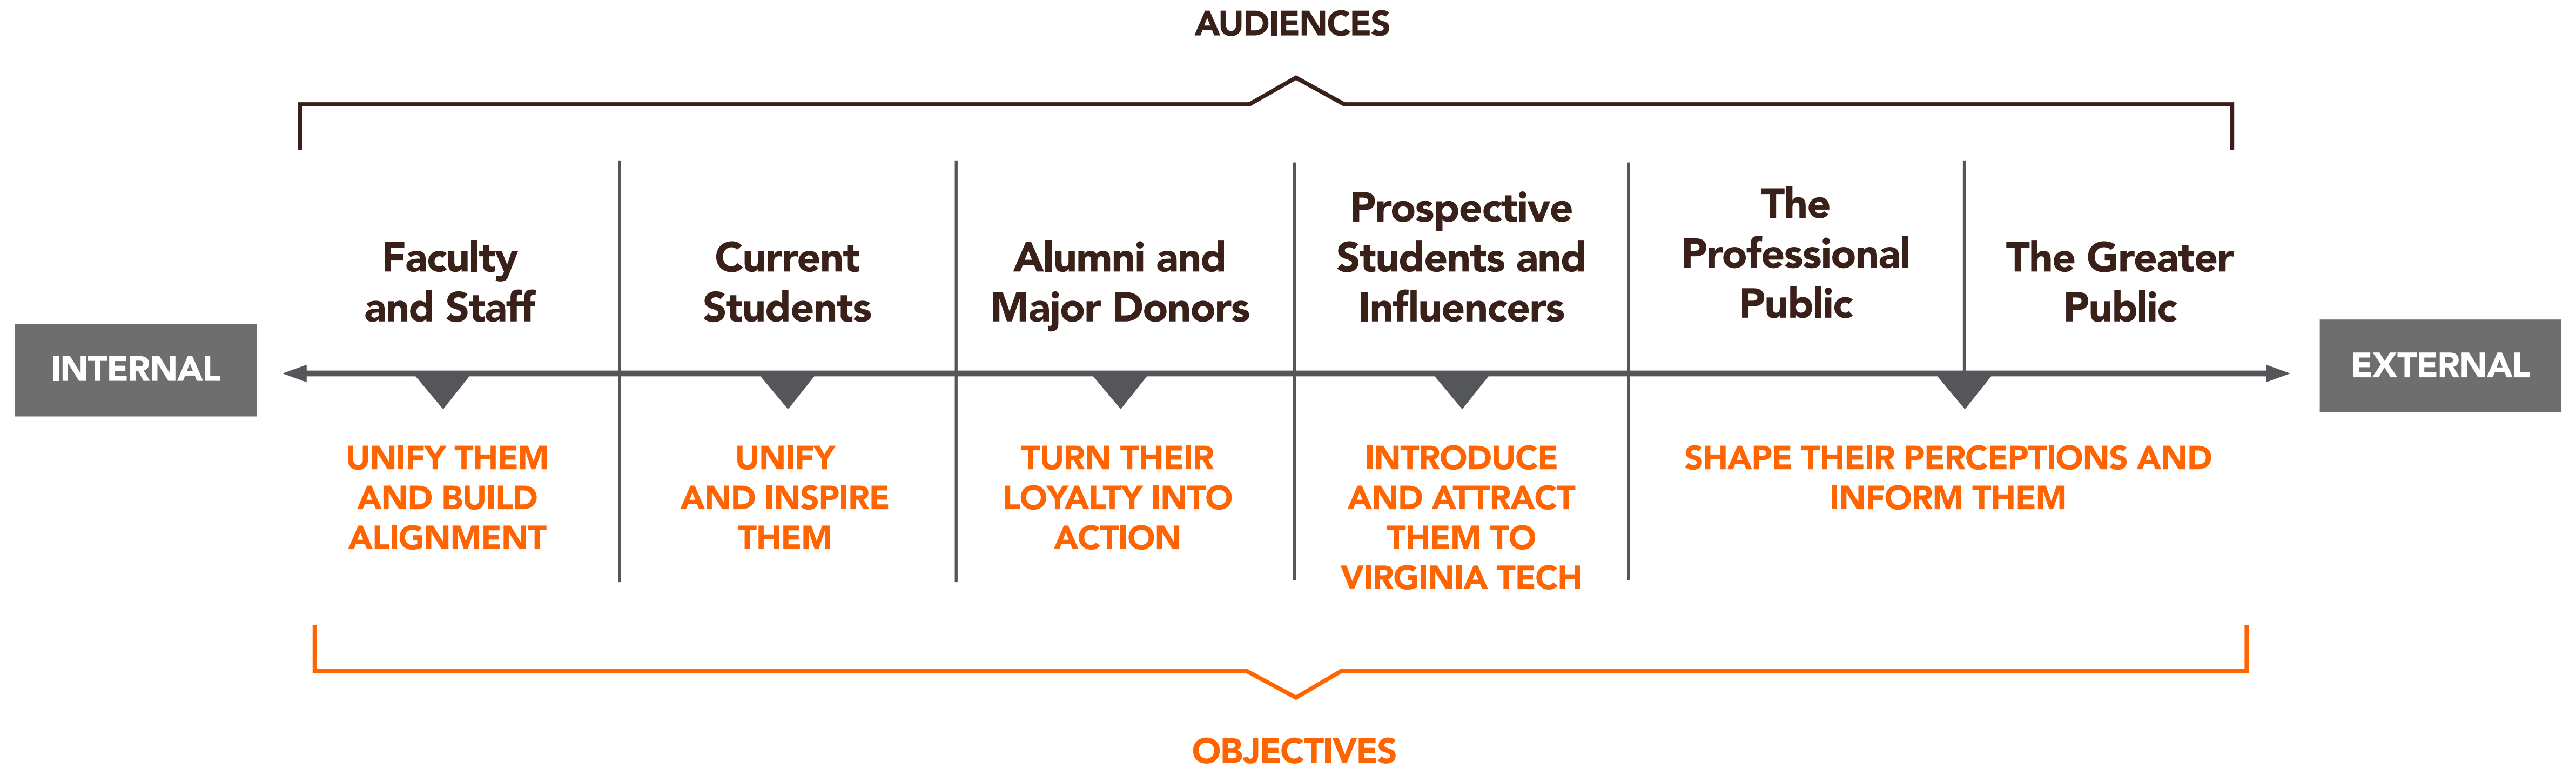 AUDIENCES
Faculty
and Staff
Current
Students
Alumni and
Major Donors
Prospective
Students and
Influencers
The
Professional
Public
The Greater
Public
INTERNAL
EXTERNAL
UNIFY THEM
AND BUILD
ALIGNMENT
UNIFY
AND INSPIRE
THEM
TURN THEIR
LOYALTY INTO
ACTION
INTRODUCE
AND ATTRACT
THEM TO
VIRGINIA TECH
SHAPE THEIR PERCEPTIONS AND
INFORM THEM
OBJECTIVES